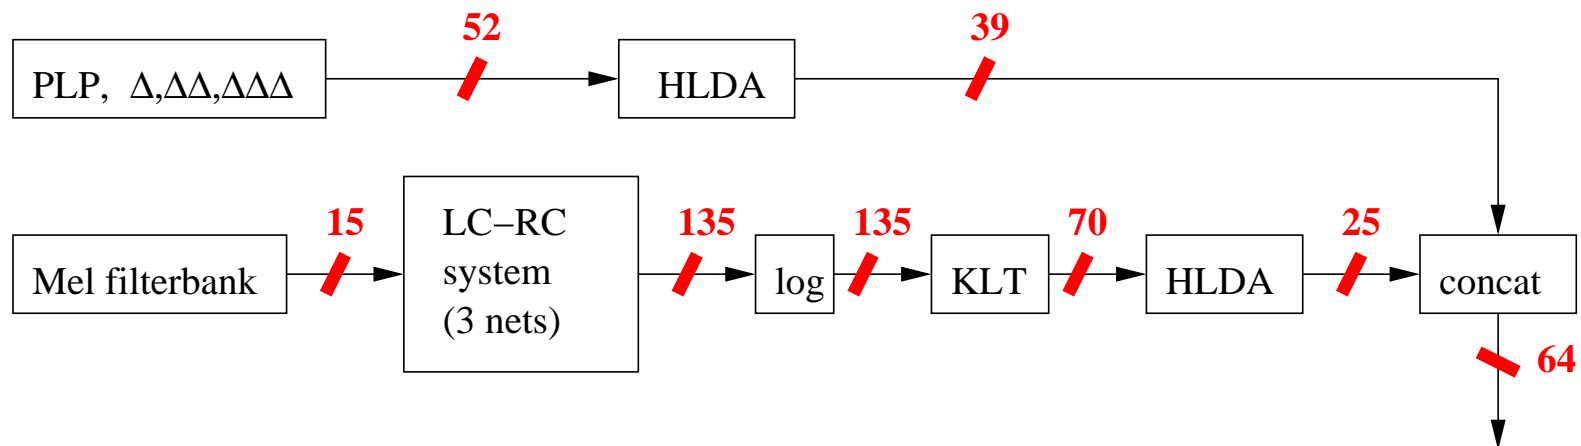 52
39
PLP, Δ,ΔΔ,ΔΔΔ
HLDA
15
135
135
70
25
Mel filterbank
LC–RC
system
(3 nets)
log
KLT
HLDA
concat
64